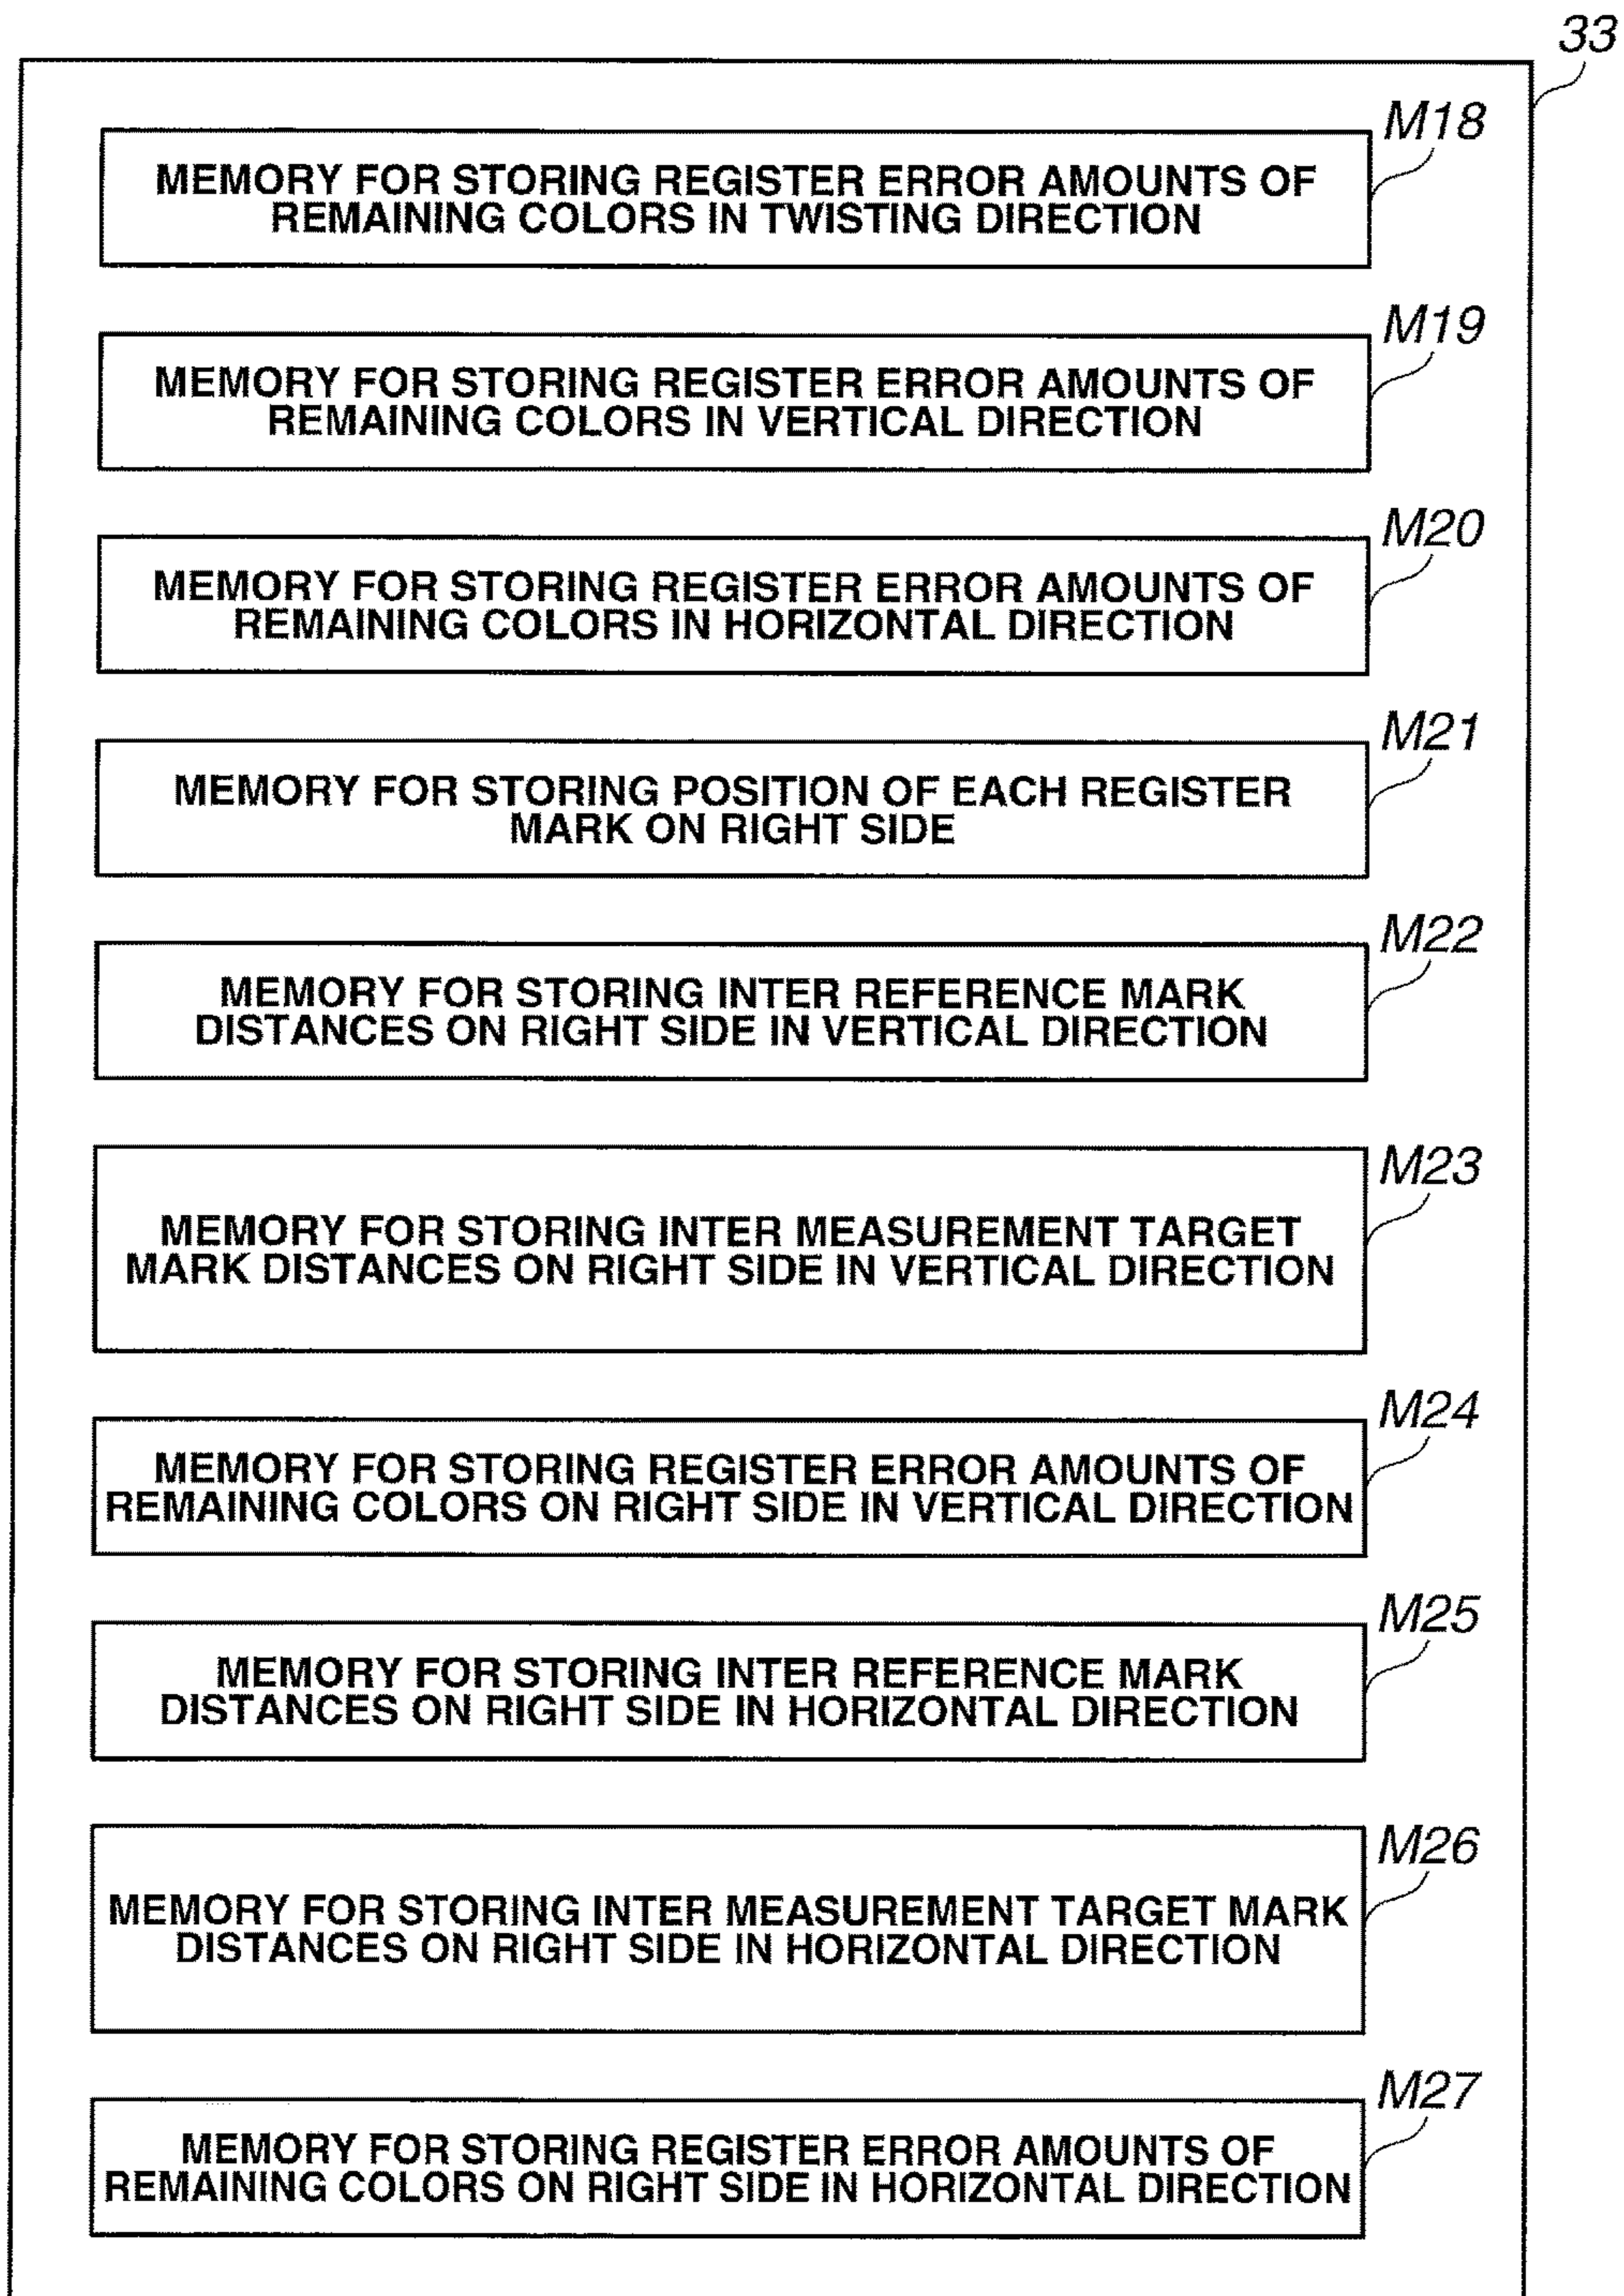 33
M18
MEMORY FOR STORING REGISTER ERROR AMOUNTS OF
REMAINING COLORS IN TWISTING DIRECTION
M19
MEMORY FOR STORING REGISTER ERROR AMOUNTS OF
REMAINING COLORS IN VERTICAL DIRECTION
M20
MEMORY FOR STORING REGISTER ERROR AMOUNTS OF
REMAINING COLORS IN HORIZONTAL DIRECTION
M21
MEMORY FOR STORING POSITION OF EACH REGISTER
MARK ON RIGHT SIDE
M22
MEMORY FOR STORING INTER REFERENCE MARK
DISTANCES ON RIGHT SIDE IN VERTICAL DIRECTION
M23
MEMORY FOR STORING INTER MEASUREMENT TARGET
MARK DISTANCES ON RIGHT SIDE IN VERTICAL DIRECTION
M24
MEMORY FOR STORING REGISTER ERROR AMOUNTS OF
REMAINING COLORS ON RIGHT SIDE IN VERTICAL DIRECTION
M25
MEMORY FOR STORING INTER REFERENCE MARK
DISTANCES ON RIGHT SIDE IN HORIZONTAL DIRECTION
M26
MEMORY FOR STORING INTER MEASUREMENT TARGET MARK
DISTANCES ON RIGHT SIDE IN HORIZONTAL DIRECTION
M27
MEMORY FOR STORING REGISTER ERROR AMOUNTS OF
REMAINING COLORS ON RIGHT SIDE IN HORIZONTAL DIRECTION